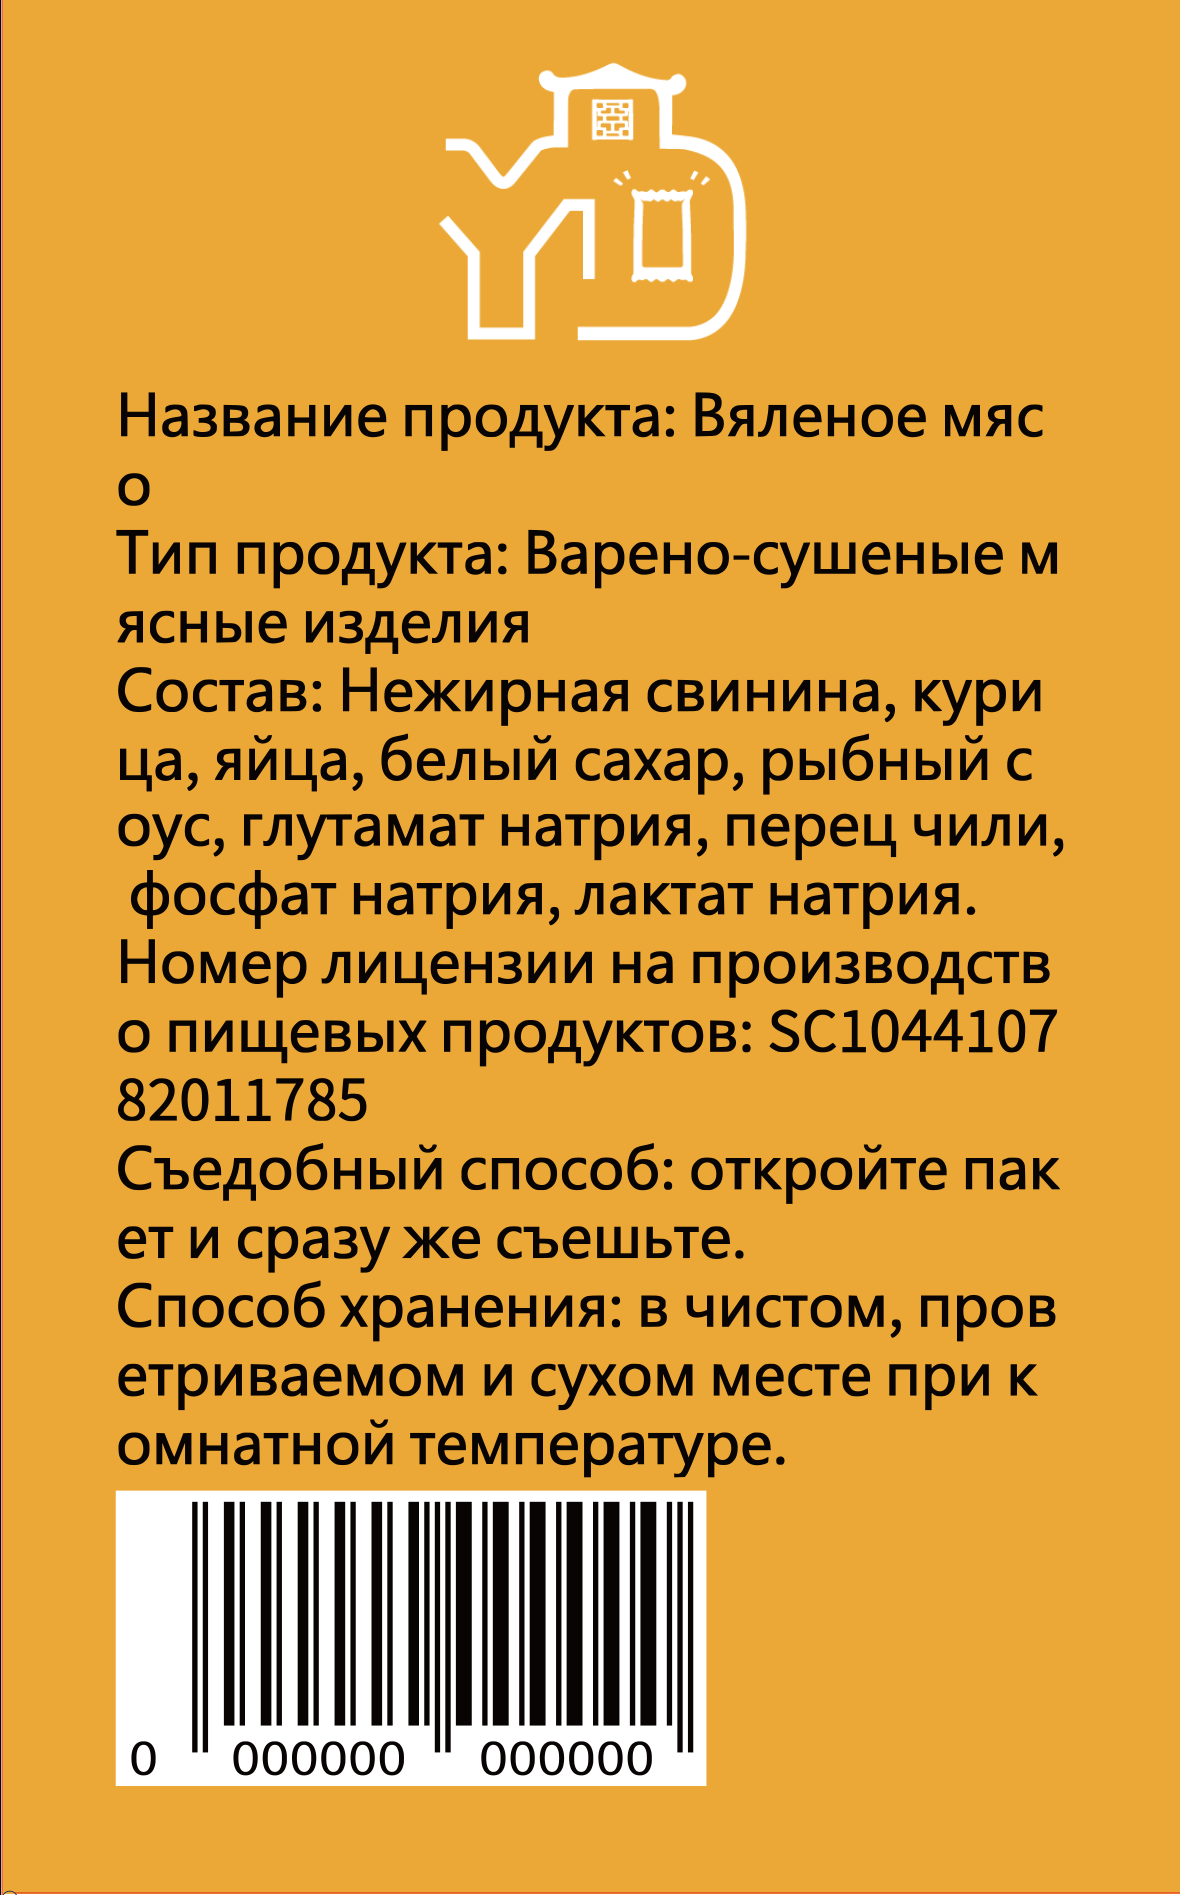 Название продукта: Вяленое мяс
о
Тип продукта: Варено-сушеные м
ясные изделия
Состав: Нежирная свинина, кури
ца, яйца, белый сахар, рыбный с
оус, глутамат натрия, перец чили,
фосфат натрия, лактат натрия.
Номер лицензии на производств
о пищевых продуктов: SC1044107
82011785
Съедобный способ: откройте пак
ет и сразу же съешьте.
Способ хранения: в чистом, пров
етриваемом и сухом месте при к
омнатной температуре.
0 000000 000000